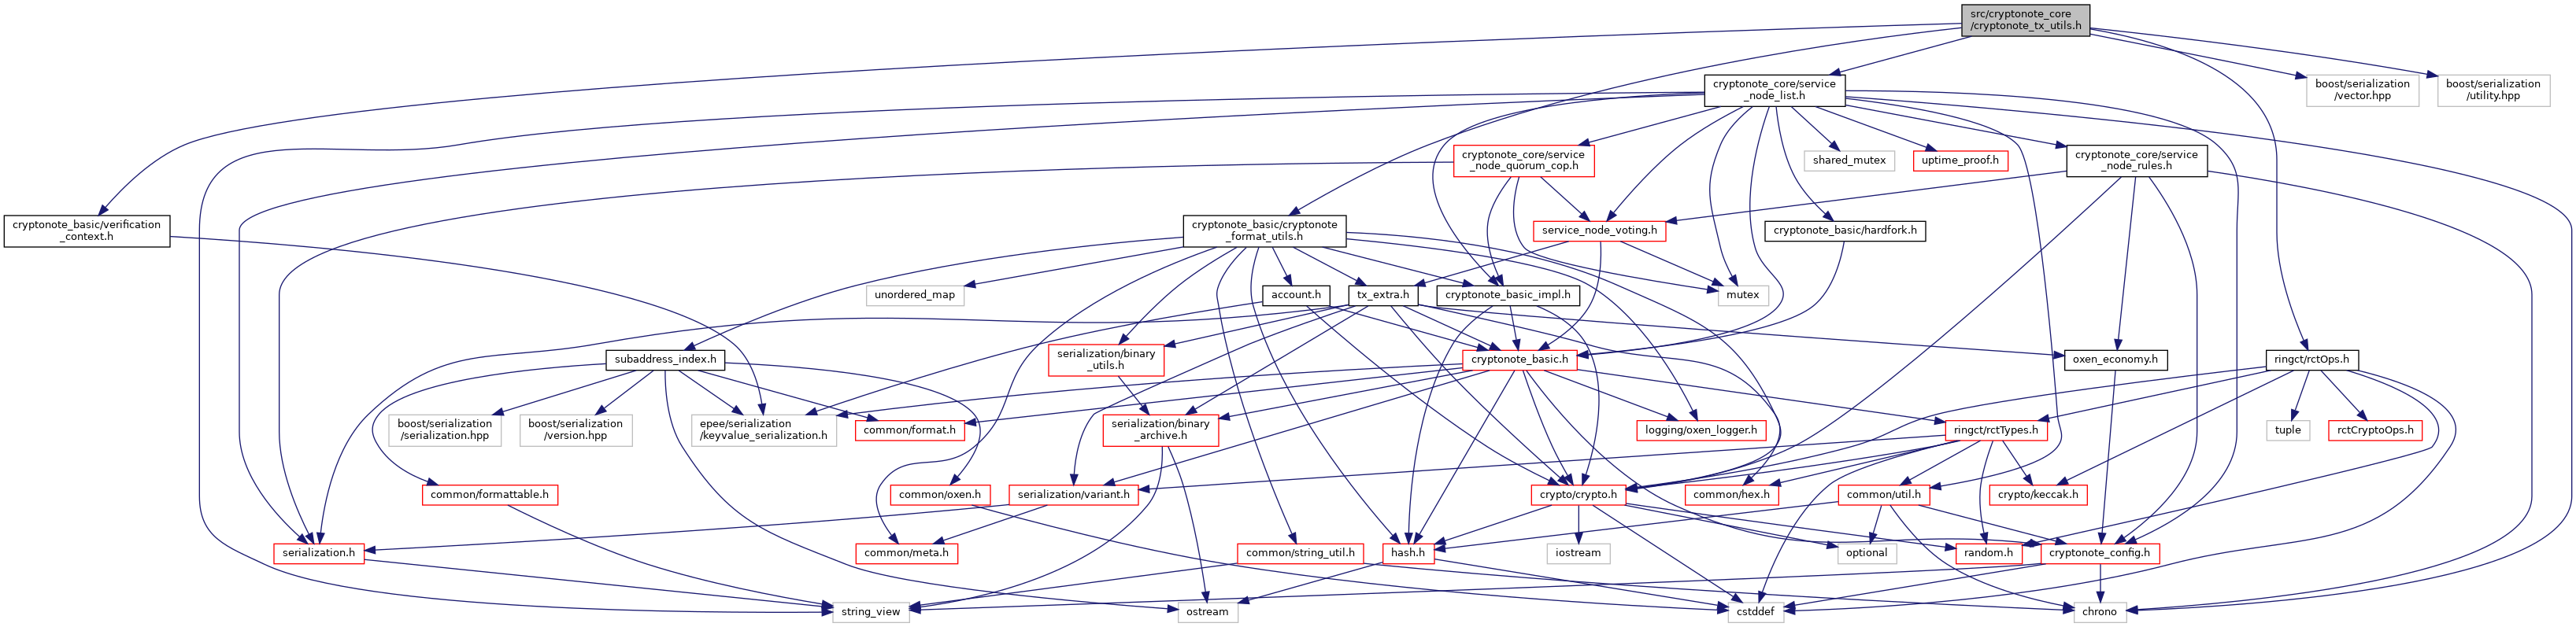 src/cryptonote_core
/cryptonote_tx_utils.h
cryptonote_core/service
_node_list.h
boost/serialization
/vector.hpp
boost/serialization
/utility.hpp
cryptonote_core/service
_node_quorum_cop.h
shared_mutex
uptime_proof.h
cryptonote_core/service
_node_rules.h
cryptonote_basic/verification
_context.h
cryptonote_basic/cryptonote
_format_utils.h
service_node_voting.h
cryptonote_basic/hardfork.h
unordered_map
account.h
tx_extra.h
cryptonote_basic_impl.h
mutex
subaddress_index.h
serialization/binary
_utils.h
cryptonote_basic.h
oxen_economy.h
ringct/rctOps.h
boost/serialization
/serialization.hpp
boost/serialization
/version.hpp
epee/serialization
/keyvalue_serialization.h
common/format.h
serialization/binary
_archive.h
logging/oxen_logger.h
ringct/rctTypes.h
tuple
rctCryptoOps.h
common/formattable.h
common/oxen.h
serialization/variant.h
crypto/crypto.h
common/hex.h
common/util.h
crypto/keccak.h
serialization.h
common/meta.h
common/string_util.h
hash.h
iostream
optional
random.h
cryptonote_config.h
string_view
ostream
cstddef
chrono